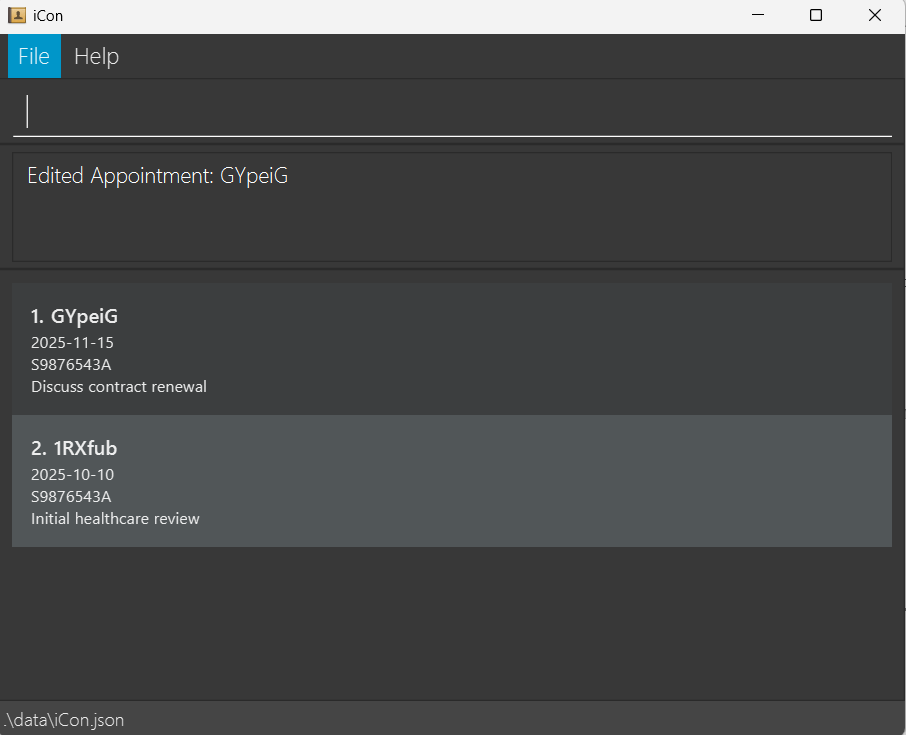 iCon
File Help
Edited Appointment: GYpeiG
1. GYpeiG
2025-11-15
S9876543A
Discuss contract renewal
2. 1RXfub
2025-10-10
S9876543A
Initial healthcare review
.\data\iCon.json